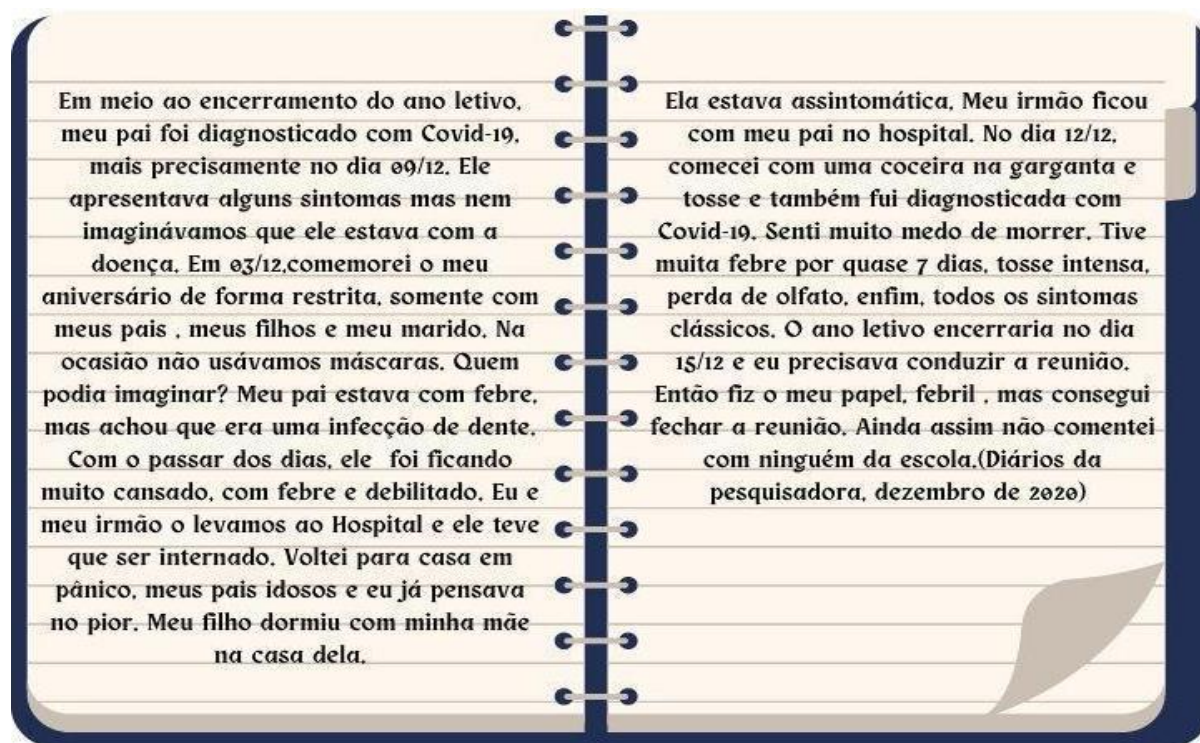 Em meio ao encerramento do ano letivo,
meu pai foi diagnosticado com Covid-19,
mais precisamente no dia 09/12. Ele
apresentava alguns sintomas mas nem
imaginávamos que ele estava com a
doença. Em 03/12,comemorei o meu
aniversário de forma restrita, somente com
meus pais , meus filhos e meu marido. Na
ocasião não usávamos máscaras. Quem
podia imaginar? Meu pai estava com febre,
mas achou que era uma infecção de dente.
Com o passar dos dias, ele  foi ficando
muito cansado, com febre e debilitado. Eu e
meu irmão o levamos ao Hospital e ele teve
que ser internado. Voltei para casa em
pânico, meus pais idosos e eu já pensava
no pior. Meu filho dormiu com minha mãe
na casa dela.
Ela estava assintomática. Meu irmão ficou
com meu pai no hospital. No dia 12/12,
comecei com uma coceira na garganta e
tosse e também fui diagnosticada com
Covid-19. Senti muito medo de morrer. Tive
muita febre por quase 7 dias, tosse intensa,
perda de olfato, enfim, todos os sintomas
clássicos. O ano letivo encerraria no dia
15/12 e eu precisava conduzir a reunião.
Então fiz o meu papel, febril , mas consegui
fechar a reunião. Ainda assim não comentei
com ninguém da escola.(Diários da
pesquisadora, dezembro de 2020)